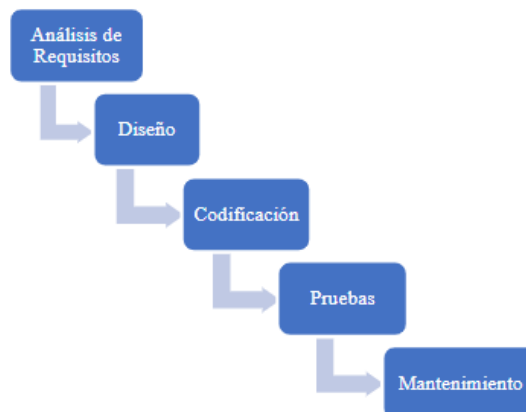 Análisis de
Requisitos
Diseño
Codificación
Pruebas
Mantenimiento